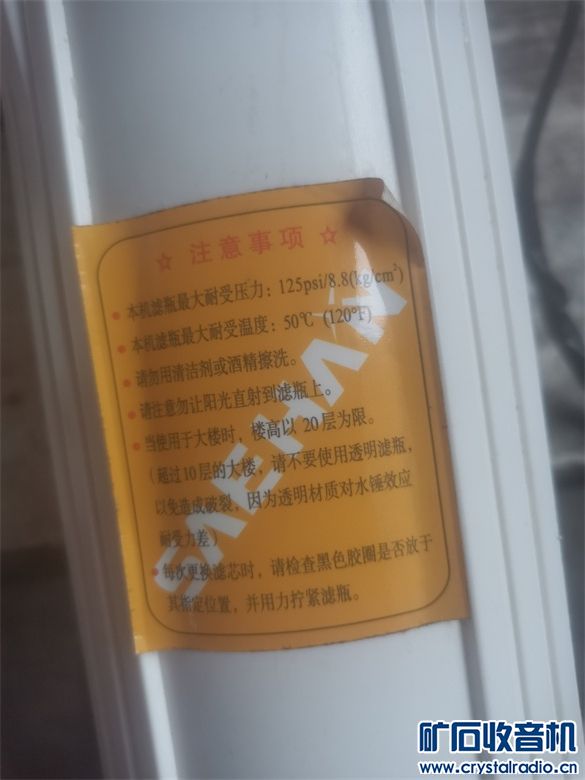 ☆ 注意事项 ☆
• 本机滤瓶最大耐受压力：125psi/8.8(kg/cm²)
• 本机滤瓶最大耐受温度：50℃ (120°F)
• 请勿用清洁剂或酒精擦洗。
• 请注意勿让阳光直射到滤瓶上。
• 当使用于大楼时，楼高以 20层为限。
(超过10层的大楼，请不要使用透明滤瓶，
以免造成破裂，因为透明材质对水锤效应
耐受力差)
• 每次更换滤芯时，请检查黑色胶圈是否放于
其指定位置，并用力拧紧滤瓶。
矿石收音机
www.crystalradio.cn